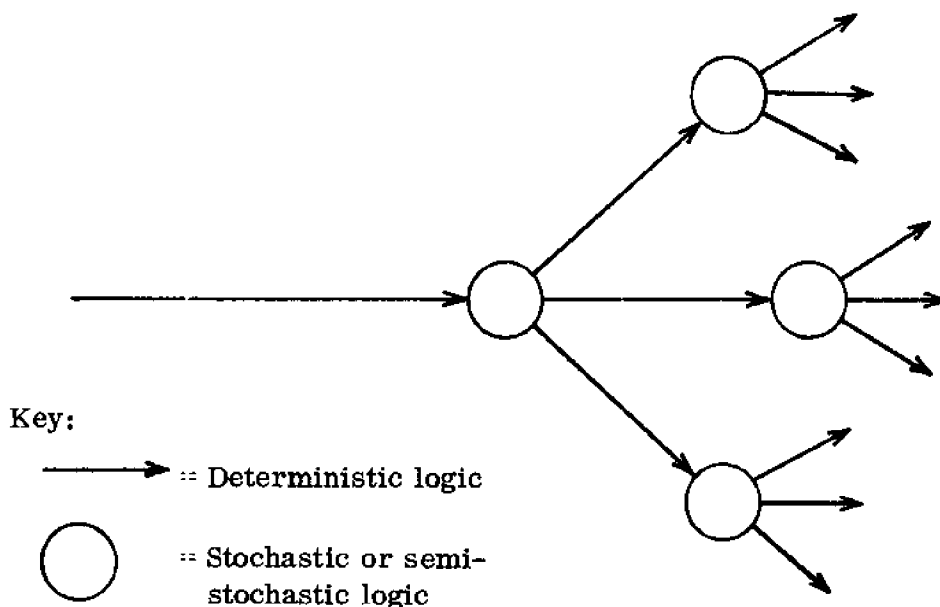 Key:
= Deterministic logic
= Stochastic or semi-
stochastic logic